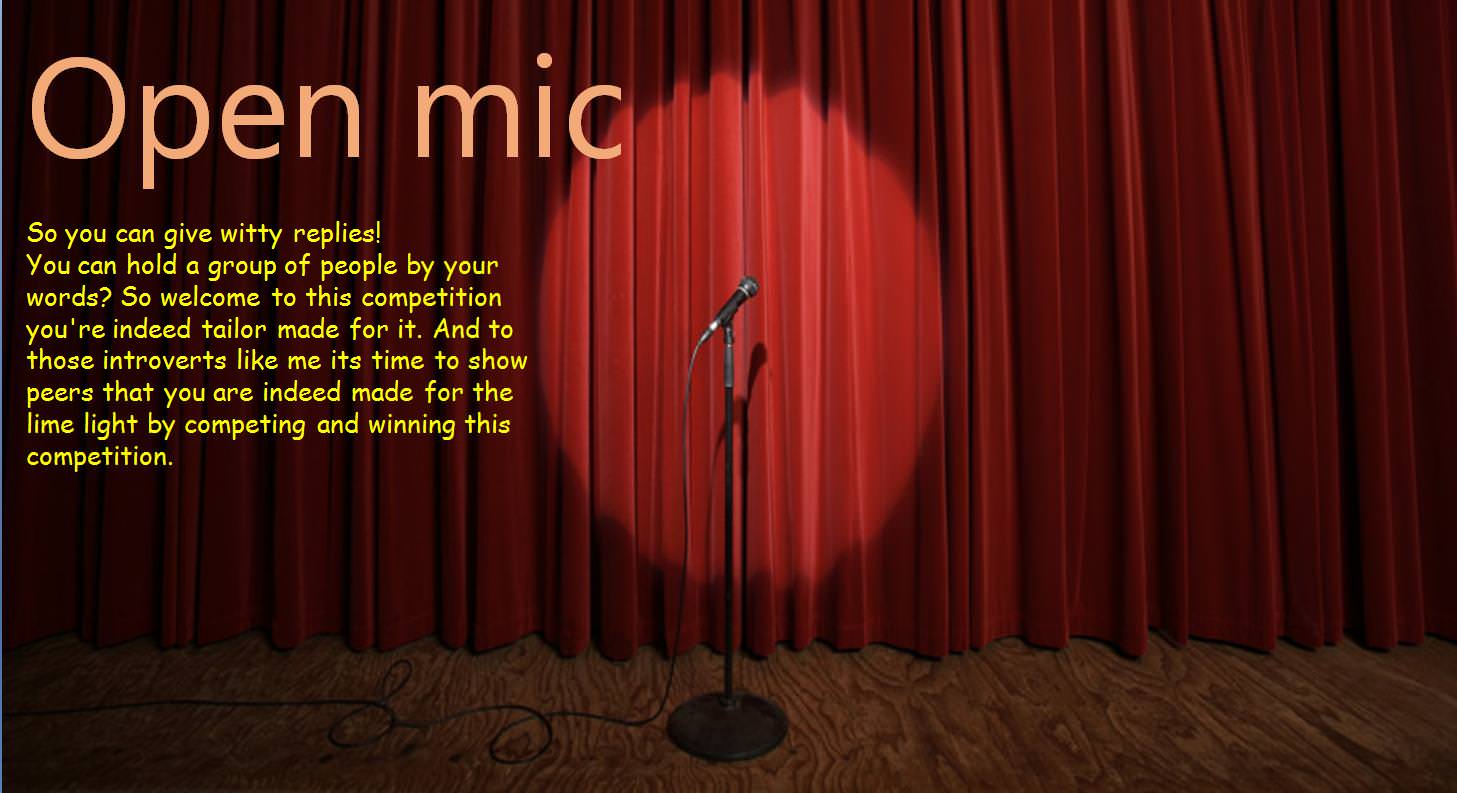 Open mic
So you can give witty replies!
You can hold a group of people by your
words? So welcome to this competition
you're indeed tailor made for it. And to
those introverts like me its time to show
peers that you are indeed made for the
lime light by competing and winning this
competition.